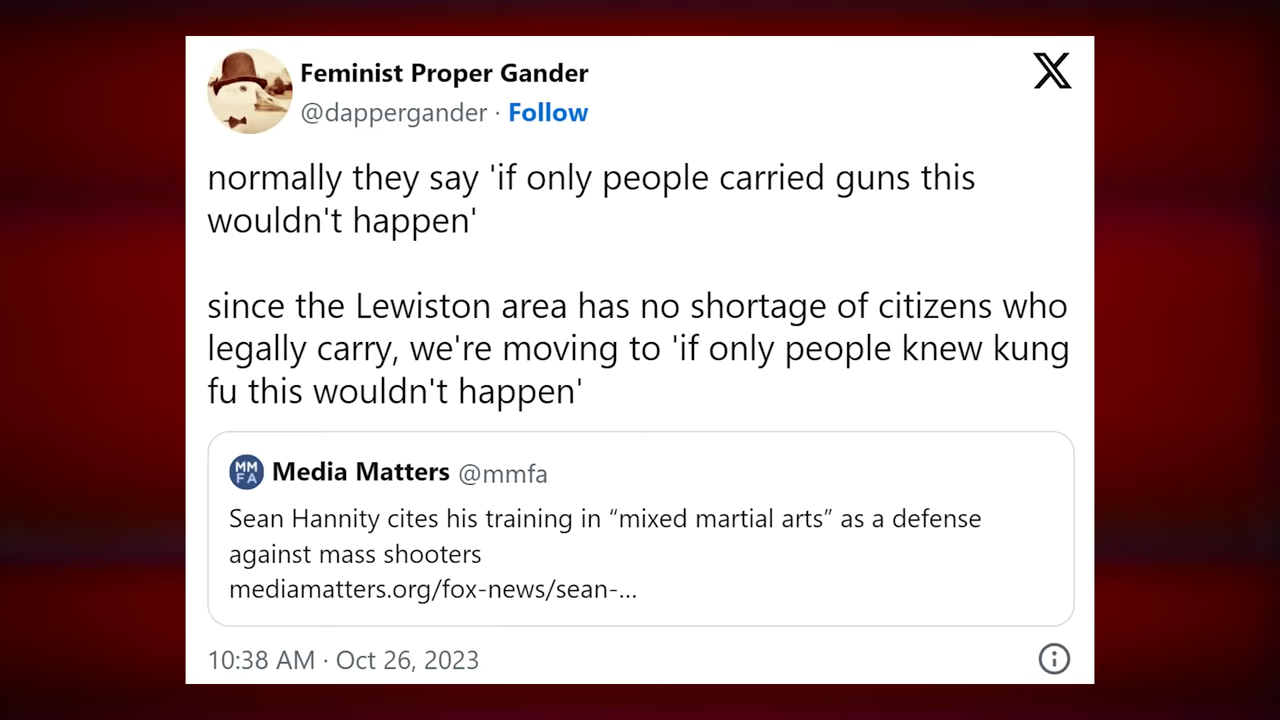 Feminist Proper Gander
@dappergander · Follow
normally they say 'if only people carried guns this
wouldn't happen'
since the Lewiston area has no shortage of citizens who
legally carry, we're moving to 'if only people knew kung
fu this wouldn't happen'
MM
FA
Media Matters @mmfa
Sean Hannity cites his training in “mixed martial arts” as a defense
against mass shooters
mediamatters.org/fox-news/sean-...
10:38 AM · Oct 26, 2023